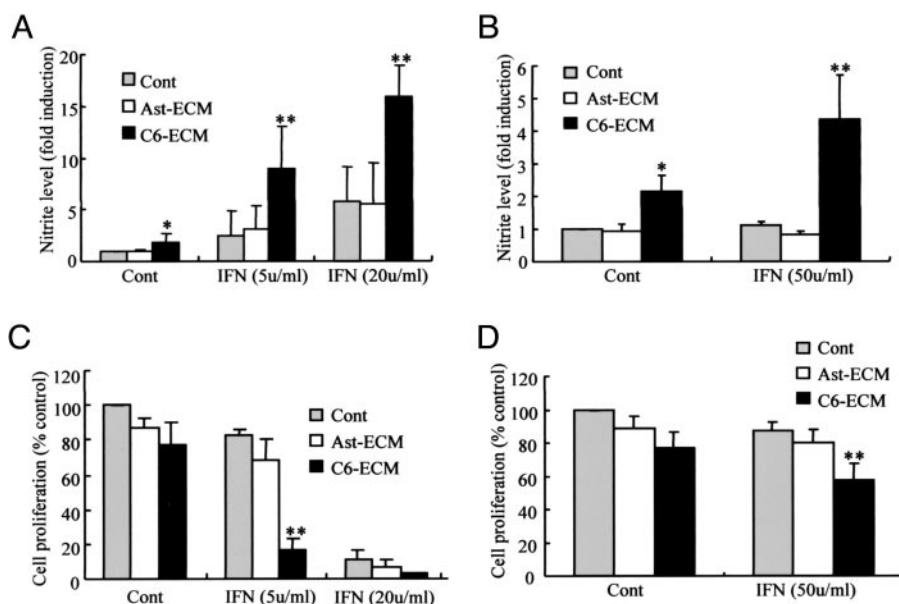 A
Nitrite level (fold induction)
20
15
10
5
1
Cont
Ast-ECM
C6-ECM
*
**
**
Cont
IFN (5u/ml)
IFN (20u/ml)
B
Nitrite level (fold induction)
6
5
4
3
2
1
0
Cont
Ast-ECM
C6-ECM
*
**
Cont
IFN (50u/ml)
C
Cell proliferation (% control)
120
100
80
60
40
20
0
Cont
Ast-ECM
C6-ECM
**
Cont
IFN (5u/ml)
IFN (20u/ml)
D
Cell proliferation (% control)
120
100
80
60
40
20
0
Cont
Ast-ECM
C6-ECM
**
Cont
IFN (50u/ml)